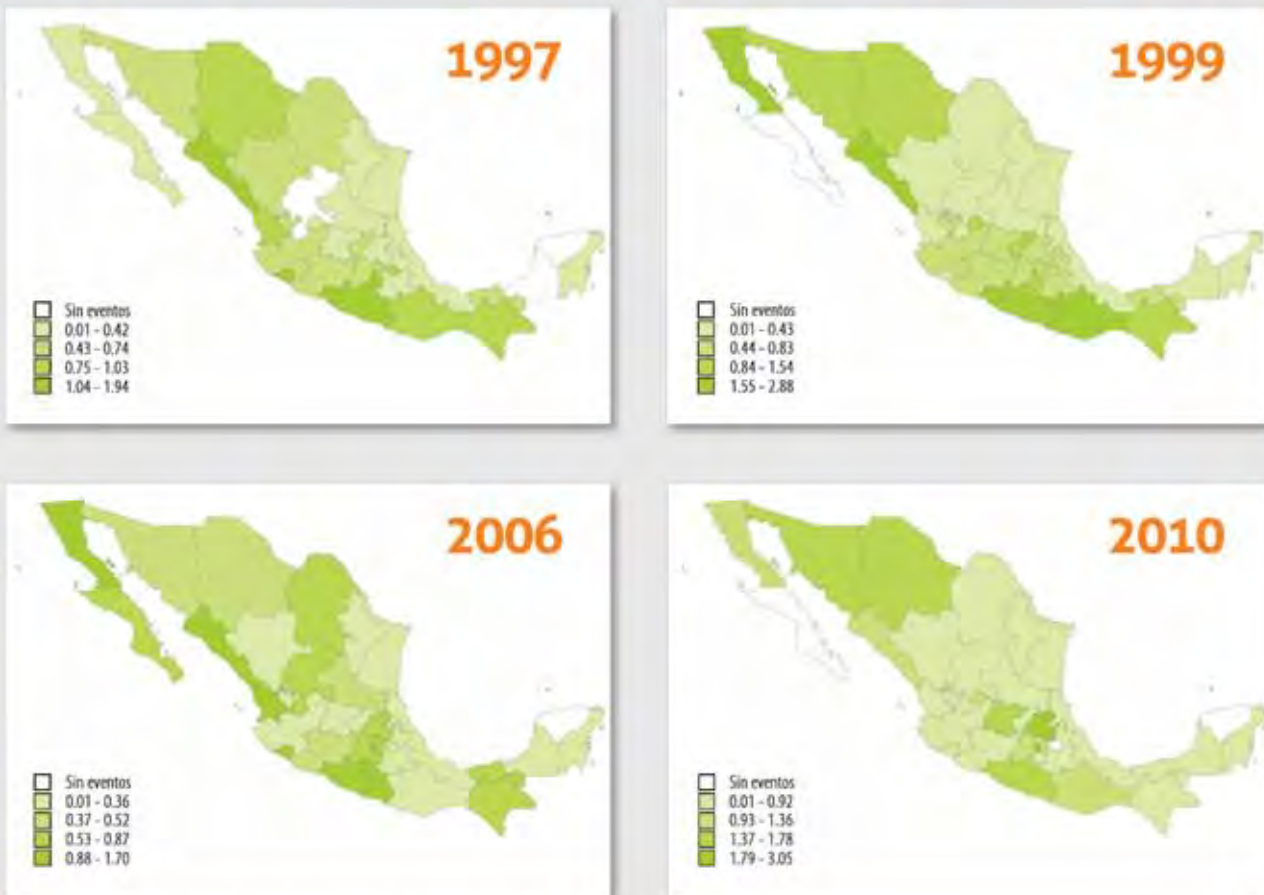 1997
Sin eventos
0.01 - 0.42
0.43 - 0.74
0.75 - 1.03
1.04 - 1.94
1999
Sin eventos
0.01 - 0.43
0.44 - 0.83
0.84 - 1.54
1.55 - 2.88
2006
Sin eventos
0.01 - 0.36
0.37 - 0.52
0.53 - 0.87
0.88 - 1.70
2010
Sin eventos
0.01 - 0.92
0.93 - 1.36
1.37 - 1.78
1.79 - 3.05